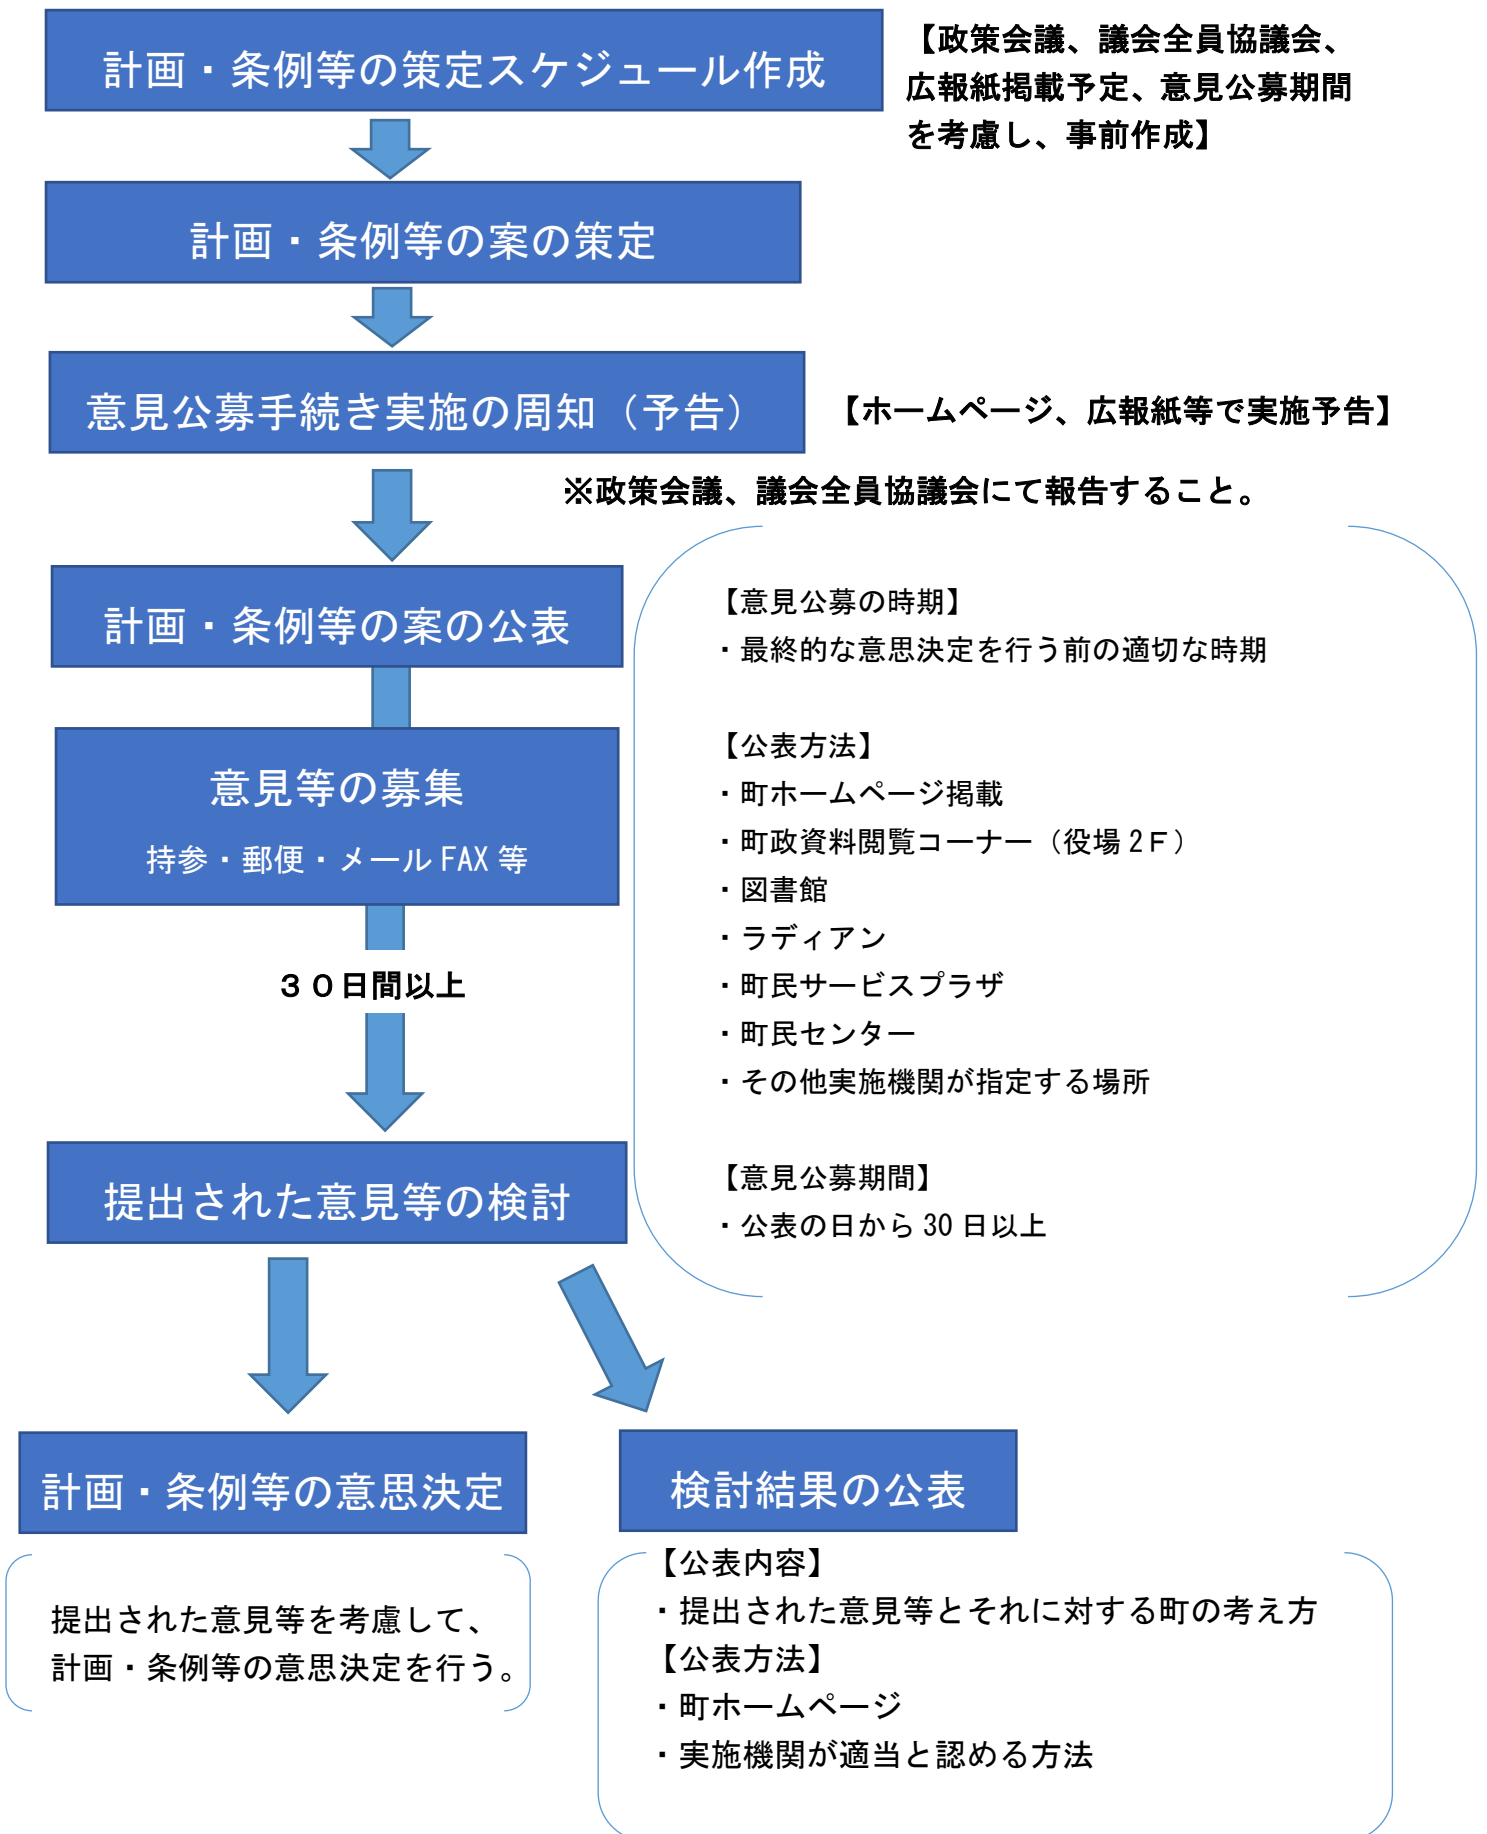 計画・条例等の策定スケジュール作成
【政策会議、議会全員協議会、
広報紙掲載予定、意見公募期間
を考慮し、事前作成】
計画・条例等の案の策定
意見公募手続き実施の周知（予告）
【ホームページ、広報紙等で実施予告】
※政策会議、議会全員協議会にて報告すること。
計画・条例等の案の公表
意見等の募集
持参・郵便・メール FAX 等
３０日間以上
【意見公募の時期】
・最終的な意思決定を行う前の適切な時期
【公表方法】
・町ホームページ掲載
・町政資料閲覧コーナー（役場 2Ｆ）
・図書館
・ラディアン
・町民サービスプラザ
・町民センター
・その他実施機関が指定する場所
【意見公募期間】
・公表の日から 30 日以上
提出された意見等の検討
計画・条例等の意思決定
提出された意見等を考慮して、
計画・条例等の意思決定を行う。
検討結果の公表
【公表内容】
・提出された意見等とそれに対する町の考え方
【公表方法】
・町ホームページ
・実施機関が適当と認める方法